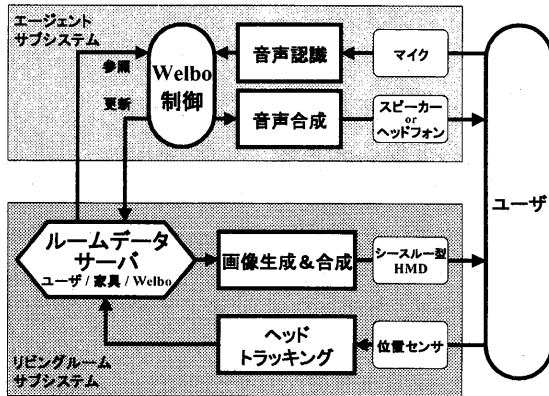 エージェント
サブシステム
参照
更新
Welbo
制御
音声認識
マイク
音声合成
スピーカー
or
ヘッドフォン
ユーザ
ルームデータ
サーバ
ユーザ / 家具 / Welbo
画像生成&合成
シースルー型
HMD
ヘッド
トラッキング
位置センサ
リビングルーム
サブシステム